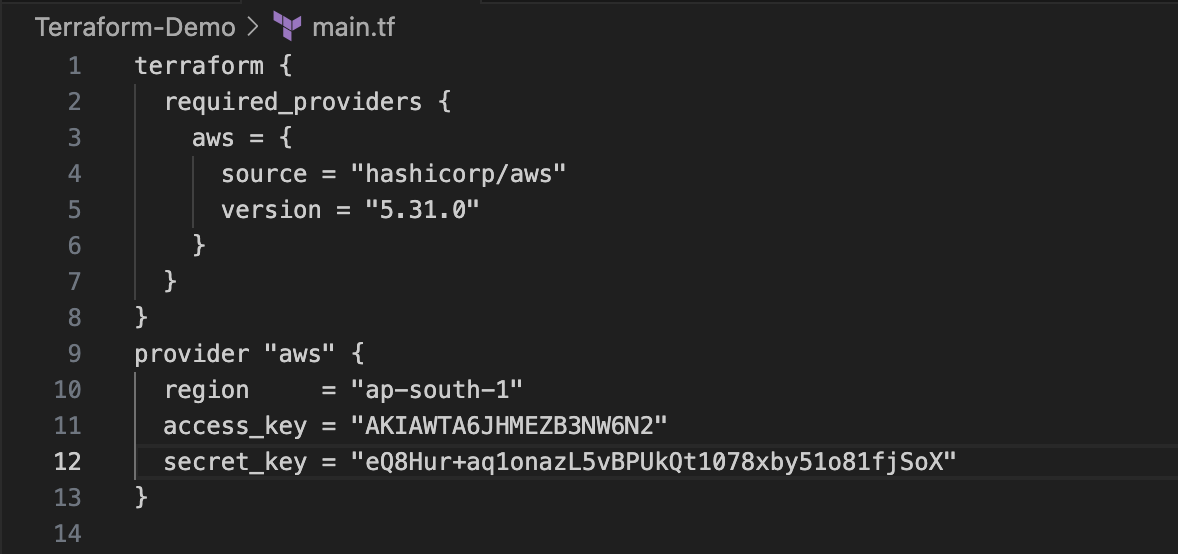 Terraform-Demo > main.tf
1 terraform {
2 required_providers {
3 aws = {
4 source = "hashicorp/aws"
5 version = "5.31.0"
6 }
7 }
8 }
9 provider "aws" {
10 region     = "ap-south-1"
11 access_key = "AKIAWTA6JHMEZB3NW6N2"
12 secret_key = "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"
13 }
14